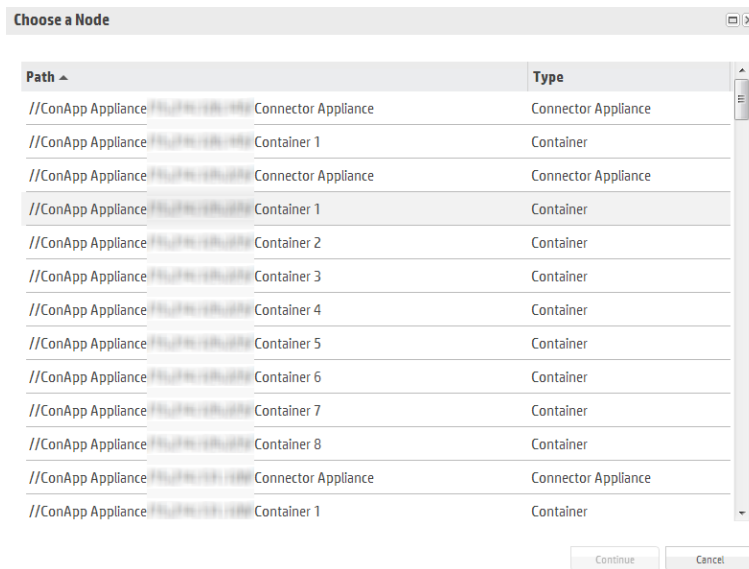 Choose a Node
Path Type
//ConApp Appliance Connector Appliance Connector Appliance
//ConApp Appliance Container 1 Container
//ConApp Appliance Connector Appliance Connector Appliance
//ConApp Appliance Container 1 Container
//ConApp Appliance Container 2 Container
//ConApp Appliance Container 3 Container
//ConApp Appliance Container 4 Container
//ConApp Appliance Container 5 Container
//ConApp Appliance Container 6 Container
//ConApp Appliance Container 7 Container
//ConApp Appliance Container 8 Container
//ConApp Appliance Connector Appliance Connector Appliance
//ConApp Appliance Container 1 Container
Continue Cancel